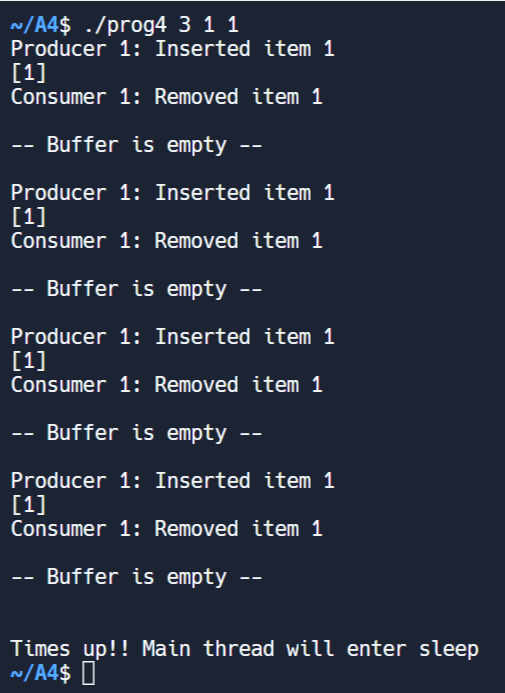 ~/A4$ ./prog4 3 1 1
Producer 1: Inserted item 1
[1]
Consumer 1: Removed item 1
-- Buffer is empty --
Producer 1: Inserted item 1
[1]
Consumer 1: Removed item 1
-- Buffer is empty --
Producer 1: Inserted item 1
[1]
Consumer 1: Removed item 1
-- Buffer is empty --
Producer 1: Inserted item 1
[1]
Consumer 1: Removed item 1
-- Buffer is empty --
Times up!! Main thread will enter sleep
~/A4$